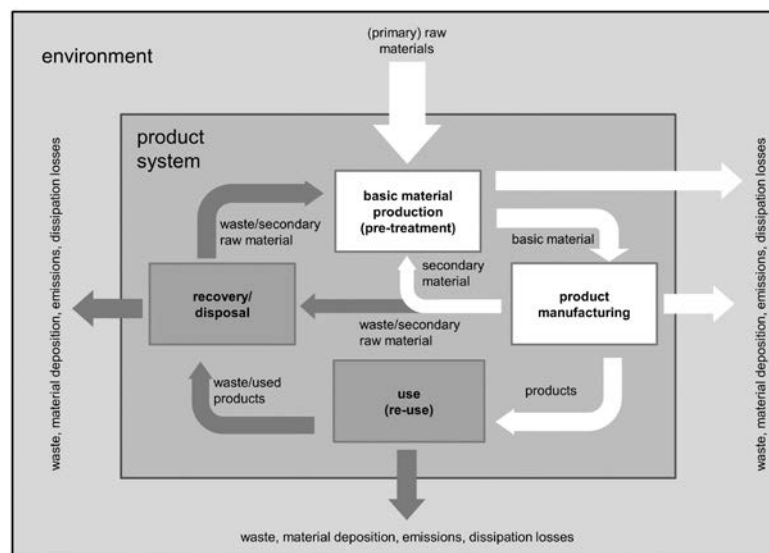 (primary) raw
materials
environment
product
system
basic material
production
(pre-treatment)
waste/secondary
raw material
basic material
secondary
material
recovery/
disposal
product
manufacturing
waste/secondary
raw material
waste/used
products
use
(re-use)
products
waste, material deposition, emissions, dissipation losses
waste, material deposition, emissions, dissipation losses
waste, material deposition, emissions, dissipation losses